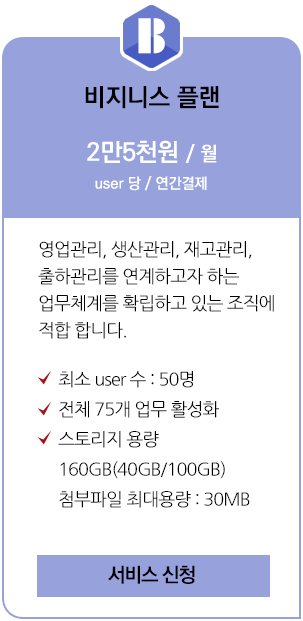 B
비지니스 플랜
2만5천원 / 월
user 당 / 연간결제
영업관리, 생산관리, 재고관리,
출하관리를 연계하고자 하는
업무체계를 확립하고 있는 조직에
적합 합니다.
최소 user 수 : 50명
전체 75개 업무 활성화
스토리지 용량
160GB(40GB/100GB)
첨부파일 최대용량 : 30MB
서비스 신청